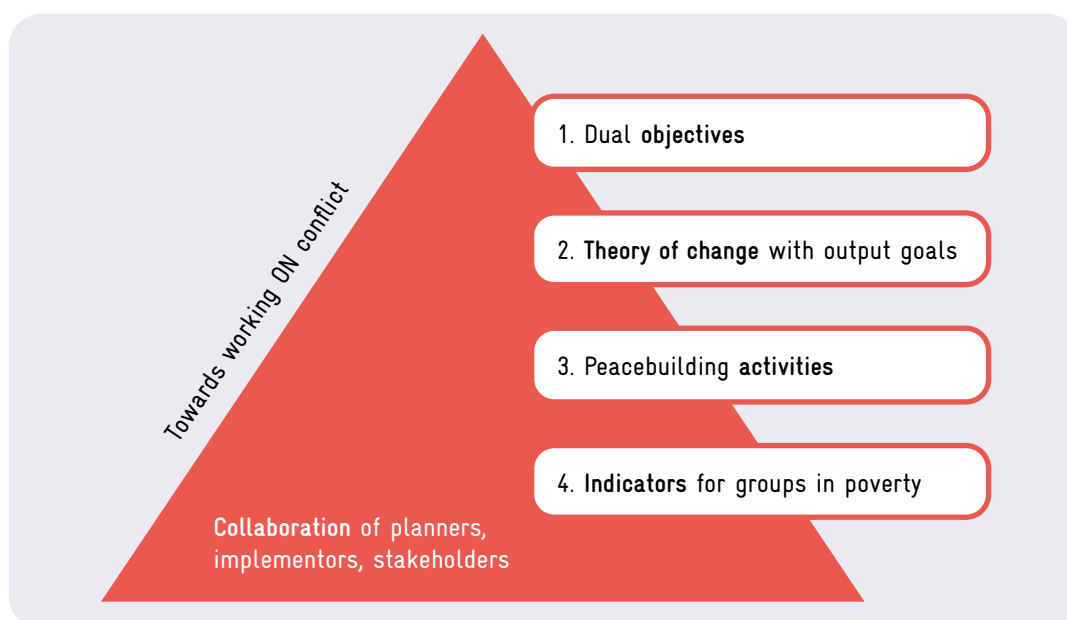 Towards working ON conflict
1. Dual objectives
2. Theory of change with output goals
3. Peacebuilding activities
4. Indicators for groups in poverty
Collaboration of planners,
implementors, stakeholders